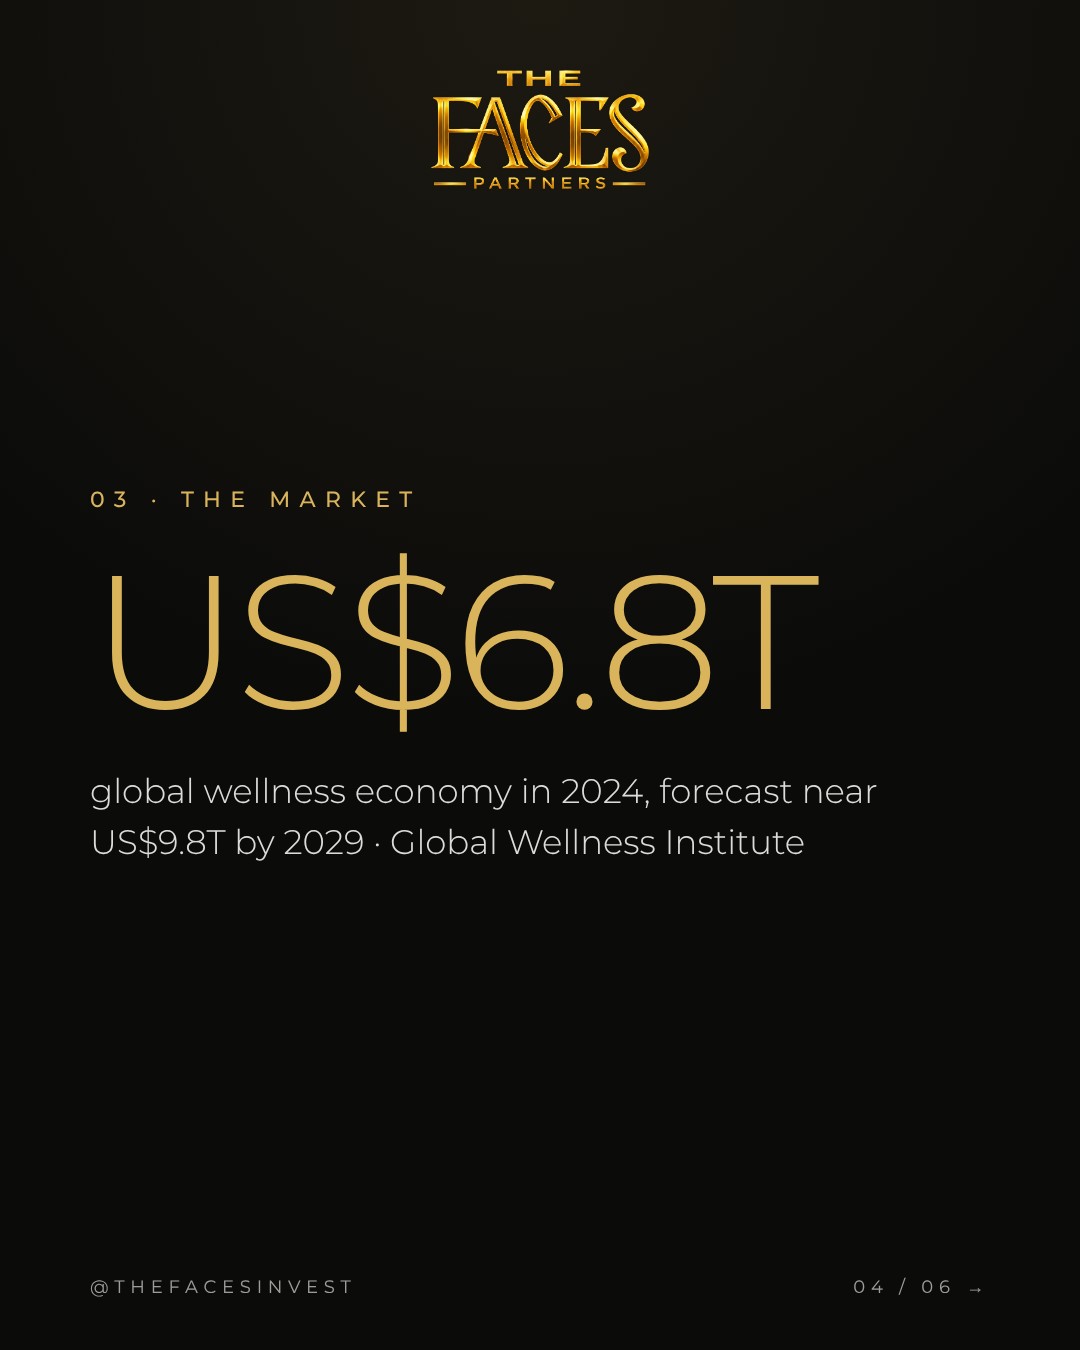 THE
FACES
PARTNERS
03 · THE MARKET
US$6.8T
global wellness economy in 2024, forecast near
US$9.8T by 2029 · Global Wellness Institute
@THEFACESINVEST
04 / 06 →